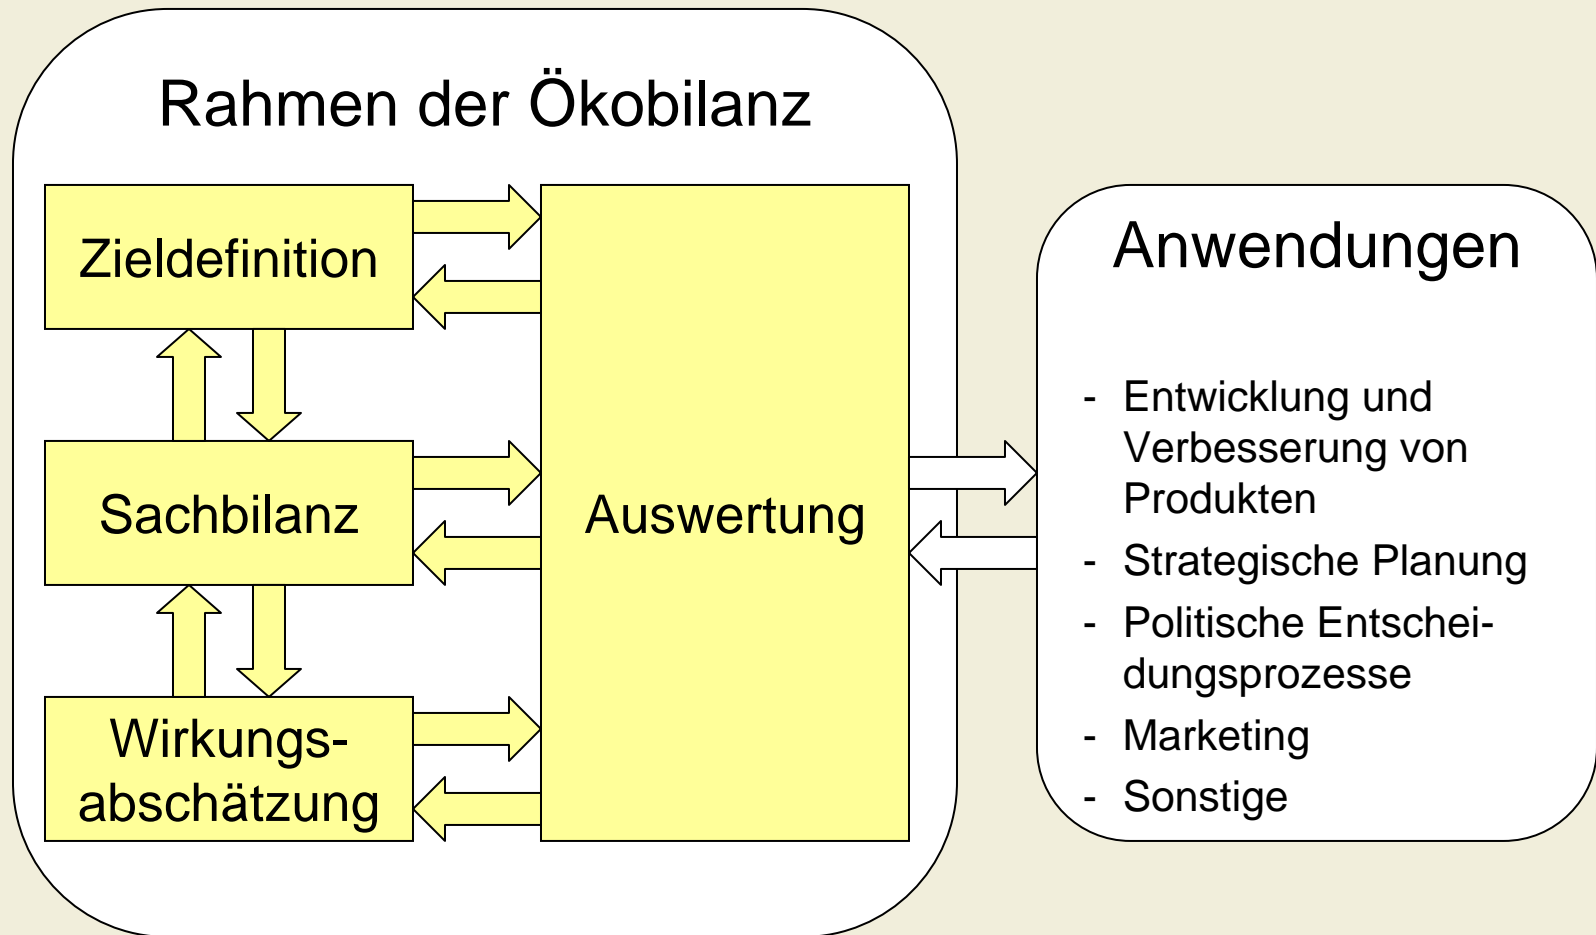 Rahmen der Ökobilanz
Zieldefinition
Sachbilanz
Wirkungs-
abschätzung
Auswertung
Anwendungen
- Entwicklung und
Verbesserung von
Produkten
- Strategische Planung
- Politische Entschei-
dungsprozesse
- Marketing
- Sonstige